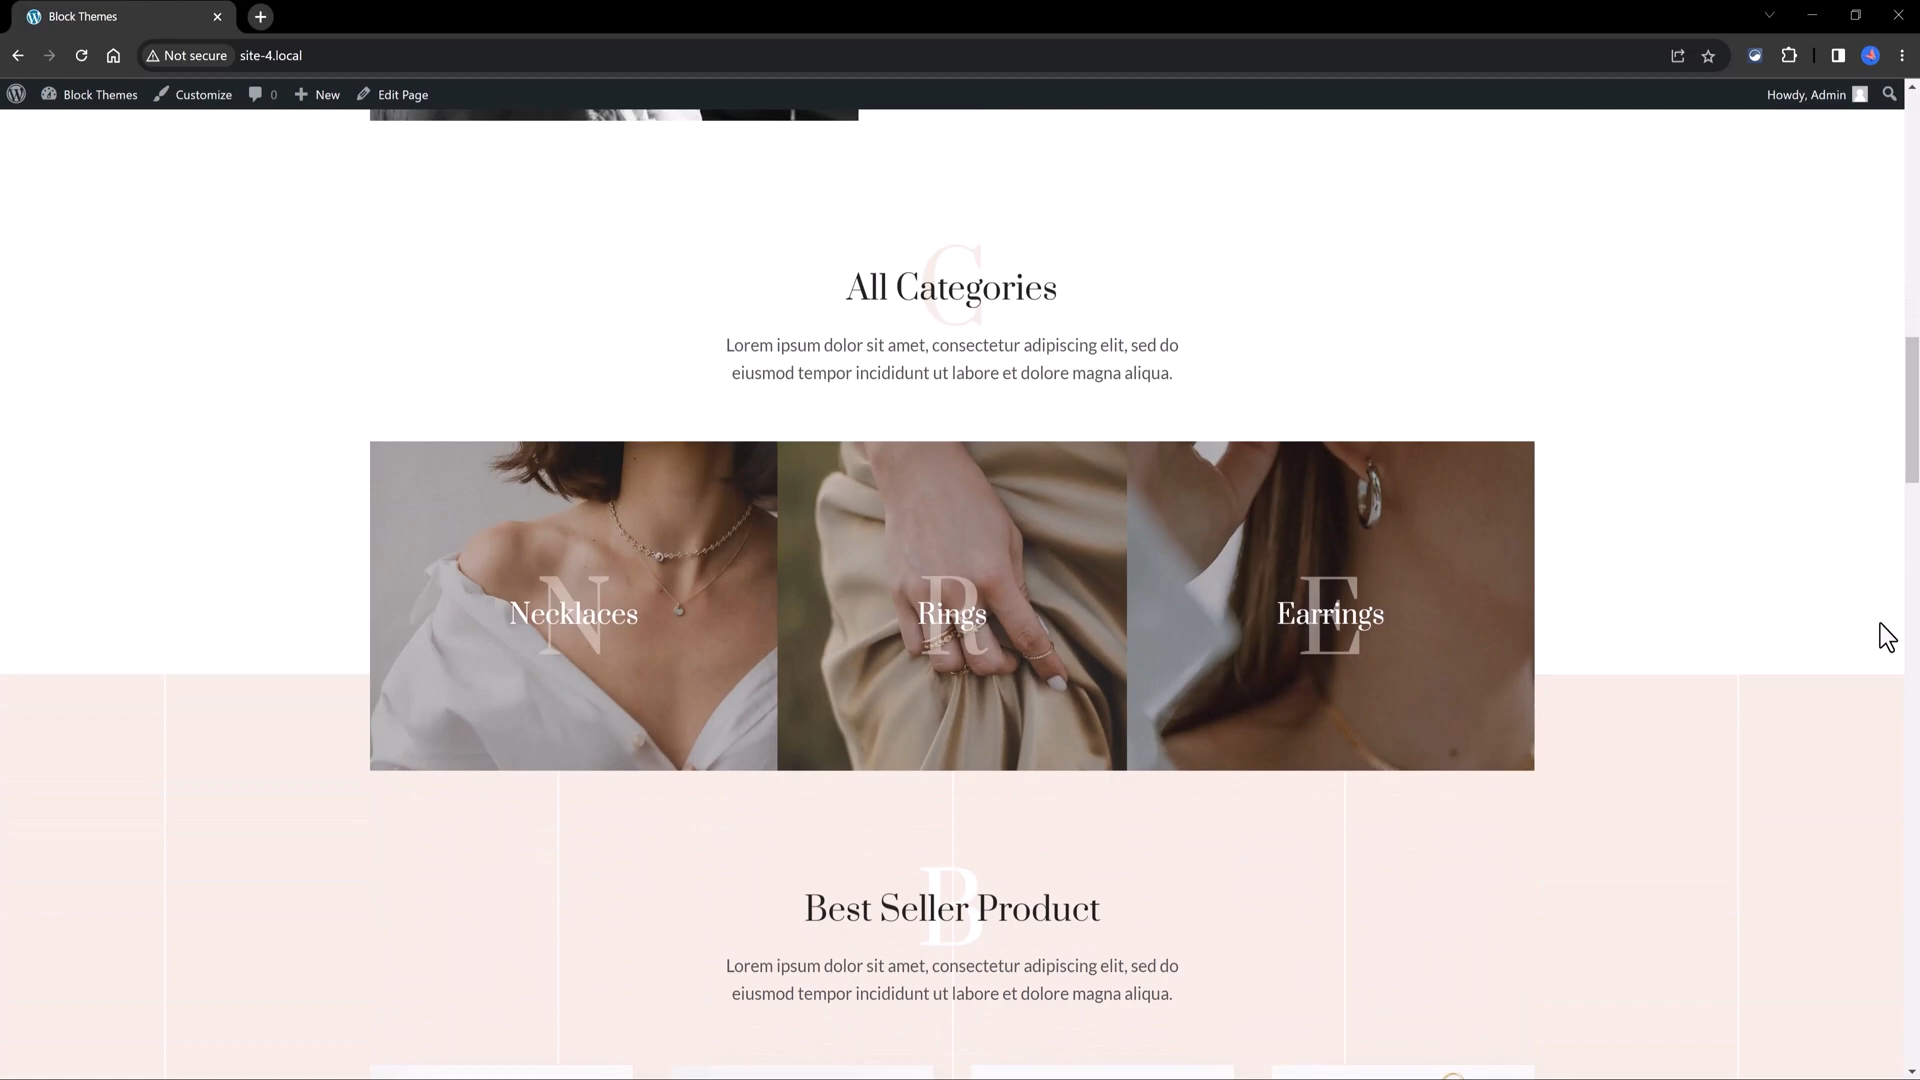 Block Themes
Not secure site-4.local
Block Themes Customize 0 New Edit Page Howdy, Admin
C
All Categories
Lorem ipsum dolor sit amet, consectetur adipiscing elit, sed do
eiusmod tempor incididunt ut labore et dolore magna aliqua.
N R E
Necklaces Rings Earrings
B
Best Seller Product
Lorem ipsum dolor sit amet, consectetur adipiscing elit, sed do
eiusmod tempor incididunt ut labore et dolore magna aliqua.